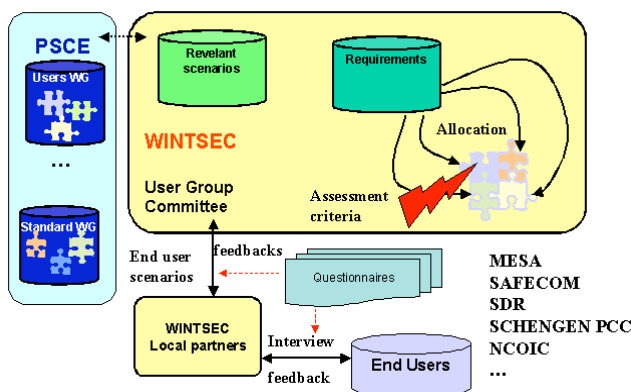 PSCE
Users WG
...
Standard WG
Revelant
scenarios
Requirements
Allocation
WINTSEC
User Group
Committee
Assessment
criteria
End user
scenarios
feedbacks
Questionnaires
WINTSEC
Local partners
Interview
feedback
End Users
MESA
SAFECOM
SDR
SCHENGEN PCC
NCOIC
...